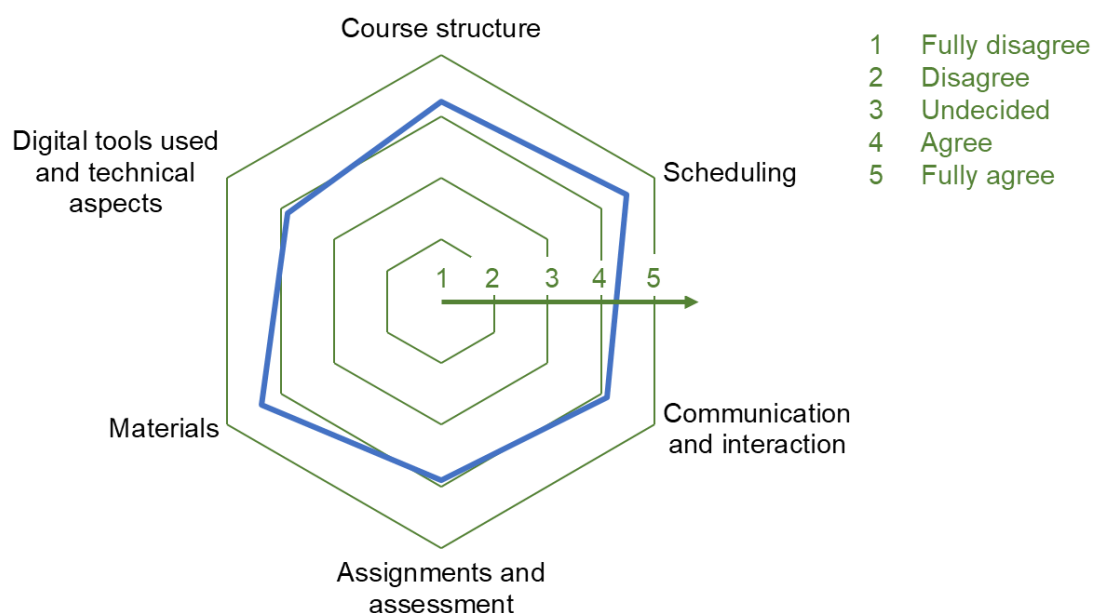 Course structure
1 Fully disagree
2 Disagree
3 Undecided
4 Agree
5 Fully agree
Digital tools used
and technical
aspects
Scheduling
1 2 3 4 5
Materials
Communication
and interaction
Assignments and
assessment